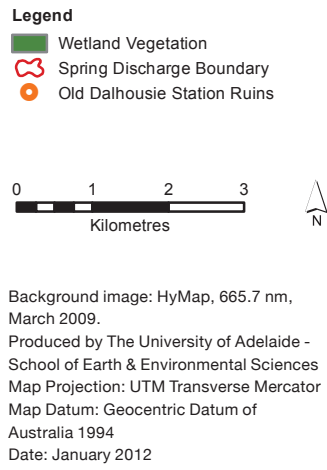 Legend
Wetland Vegetation
Spring Discharge Boundary
Old Dalhousie Station Ruins
0 1 2 3
Kilometres
N
Background image: HyMap, 665.7 nm,
March 2009.
Produced by The University of Adelaide -
School of Earth & Environmental Sciences
Map Projection: UTM Transverse Mercator
Map Datum: Geocentric Datum of
Australia 1994
Date: January 2012